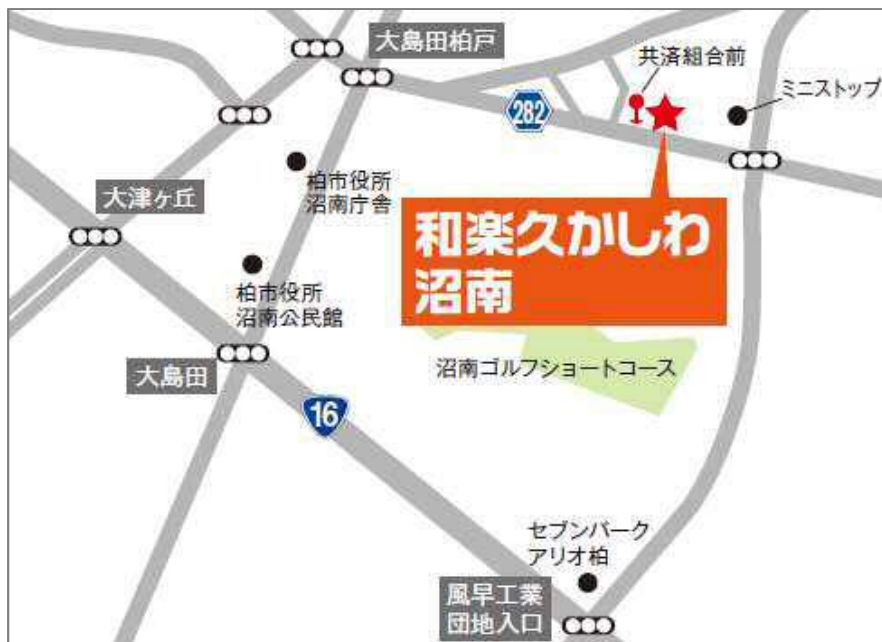 大島田柏戸
共済組合前
ミニストップ
282
柏市役所
沼南庁舎
大津ヶ丘
和楽久かしわ
沼南
柏市役所
沼南公民館
大島田
沼南ゴルフショートコース
16
セブンパーク
アリオ柏
風早工業
団地入口